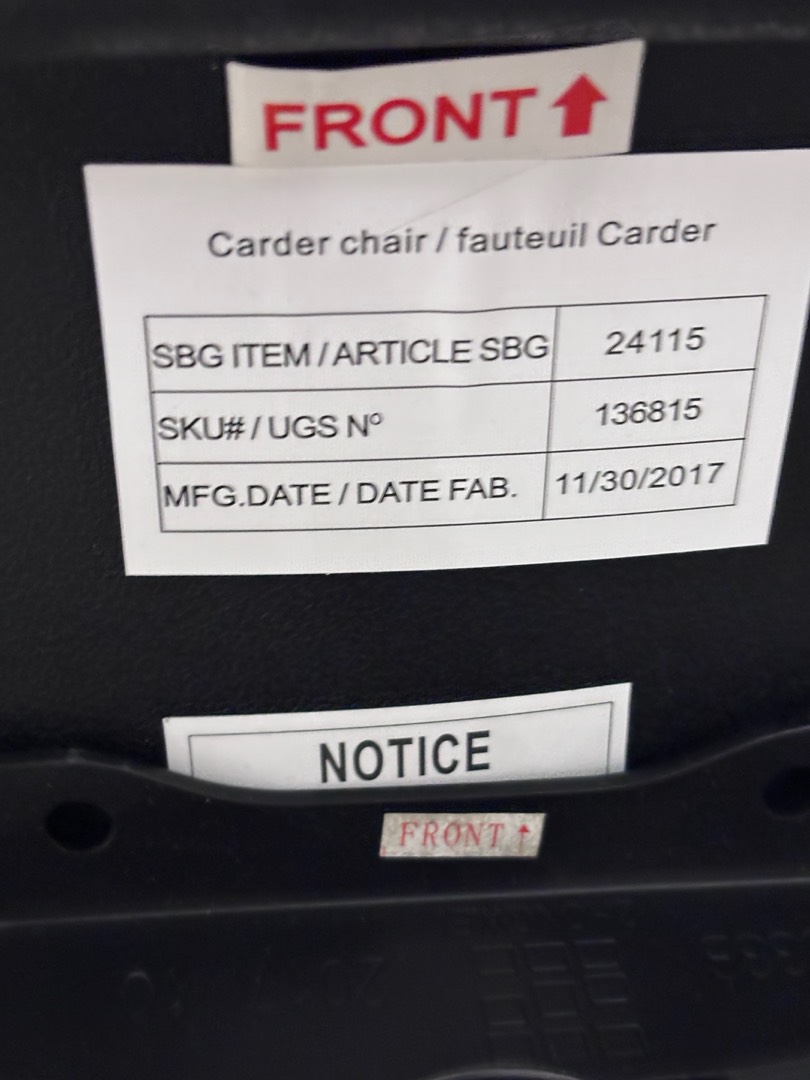 FRONT ↑
Carder chair / fauteuil Carder
SBG ITEM / ARTICLE SBG 24115
SKU# / UGS Nº 136815
MFG.DATE / DATE FAB. 11/30/2017
NOTICE
FRONT ↑